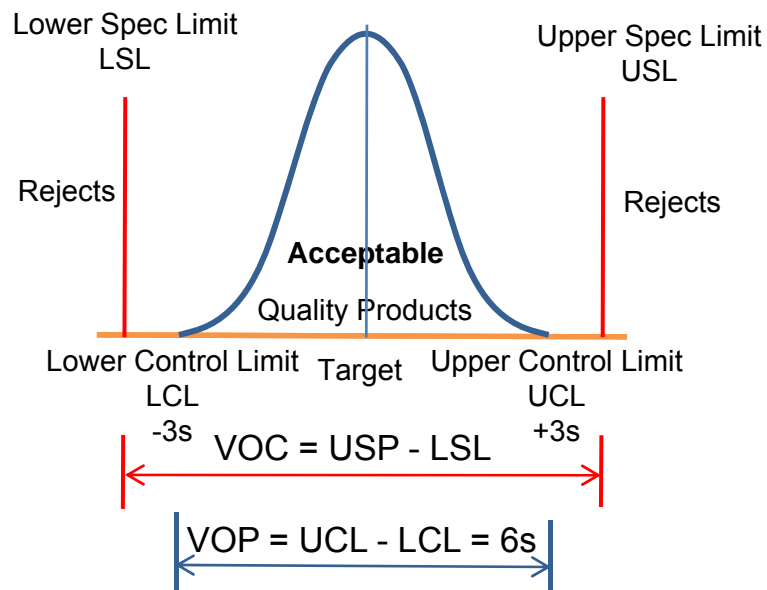 Lower Spec Limit
LSL
Upper Spec Limit
USL
Rejects
Rejects
Acceptable
Quality Products
Lower Control Limit
LCL
-3s
Target
Upper Control Limit
UCL
+3s
VOC = USP - LSL
VOP = UCL - LCL = 6s